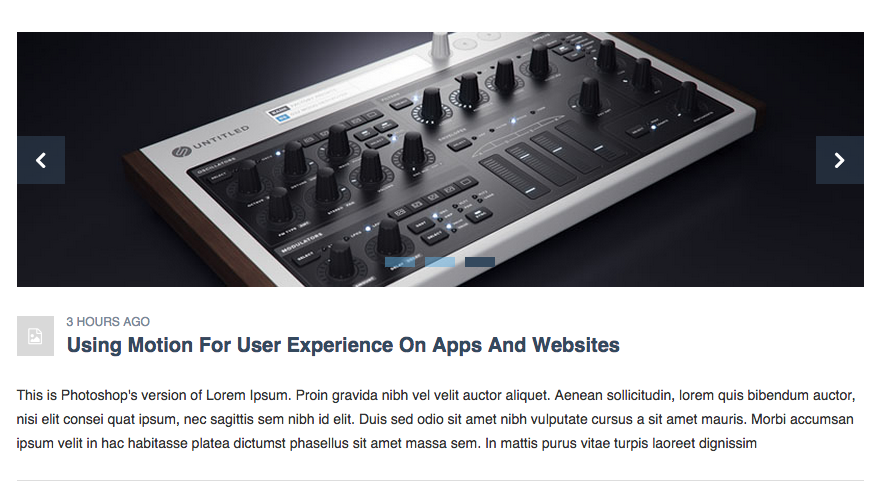 UNTITLED
OSCILLATORS
MODULATORS
3 HOURS AGO
Using Motion For User Experience On Apps And Websites
This is Photoshop's version of Lorem Ipsum. Proin gravida nibh vel velit auctor aliquet. Aenean sollicitudin, lorem quis bibendum auctor,
nisi elit consei quat ipsum, nec sagittis sem nibh id elit. Duis sed odio sit amet nibh vulputate cursus a sit amet mauris. Morbi accumsan
ipsum velit in hac habitasse platea dictumst phasellus sit amet massa sem. In mattis purus vitae turpis laoreet dignissim